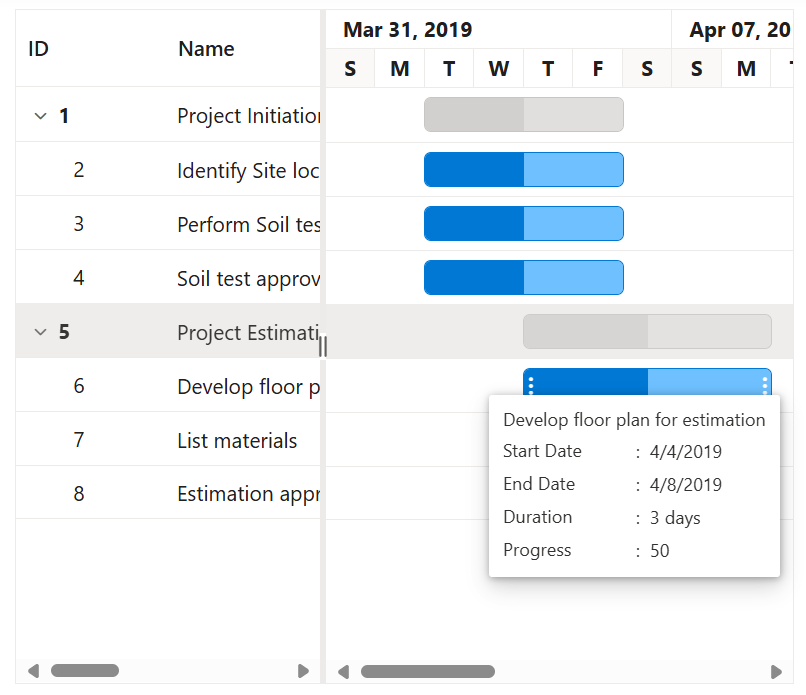 ID Name Mar 31, 2019 Apr 07, 20
S M T W T F S S M
1 Project Initiation
2 Identify Site loc
3 Perform Soil tes
4 Soil test approv
5 Project Estimati
6 Develop floor p
7 List materials
8 Estimation appr
Develop floor plan for estimation
Start Date : 4/4/2019
End Date : 4/8/2019
Duration : 3 days
Progress : 50